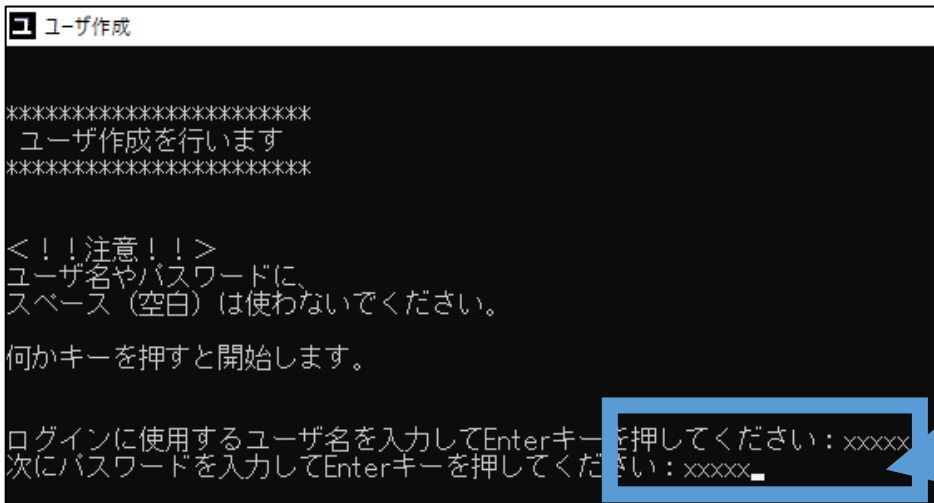 ユ ユーザ作成
***********************
ユーザ作成を行います
***********************
<！！注意！！>
ユーザ名やパスワードに、
スペース（空白）は使わないでください。
何かキーを押すと開始します。
ログインに使用するユーザ名を入力してEnterキーを押してください：xxxxx
次にパスワードを入力してEnterキーを押してください：xxxxx